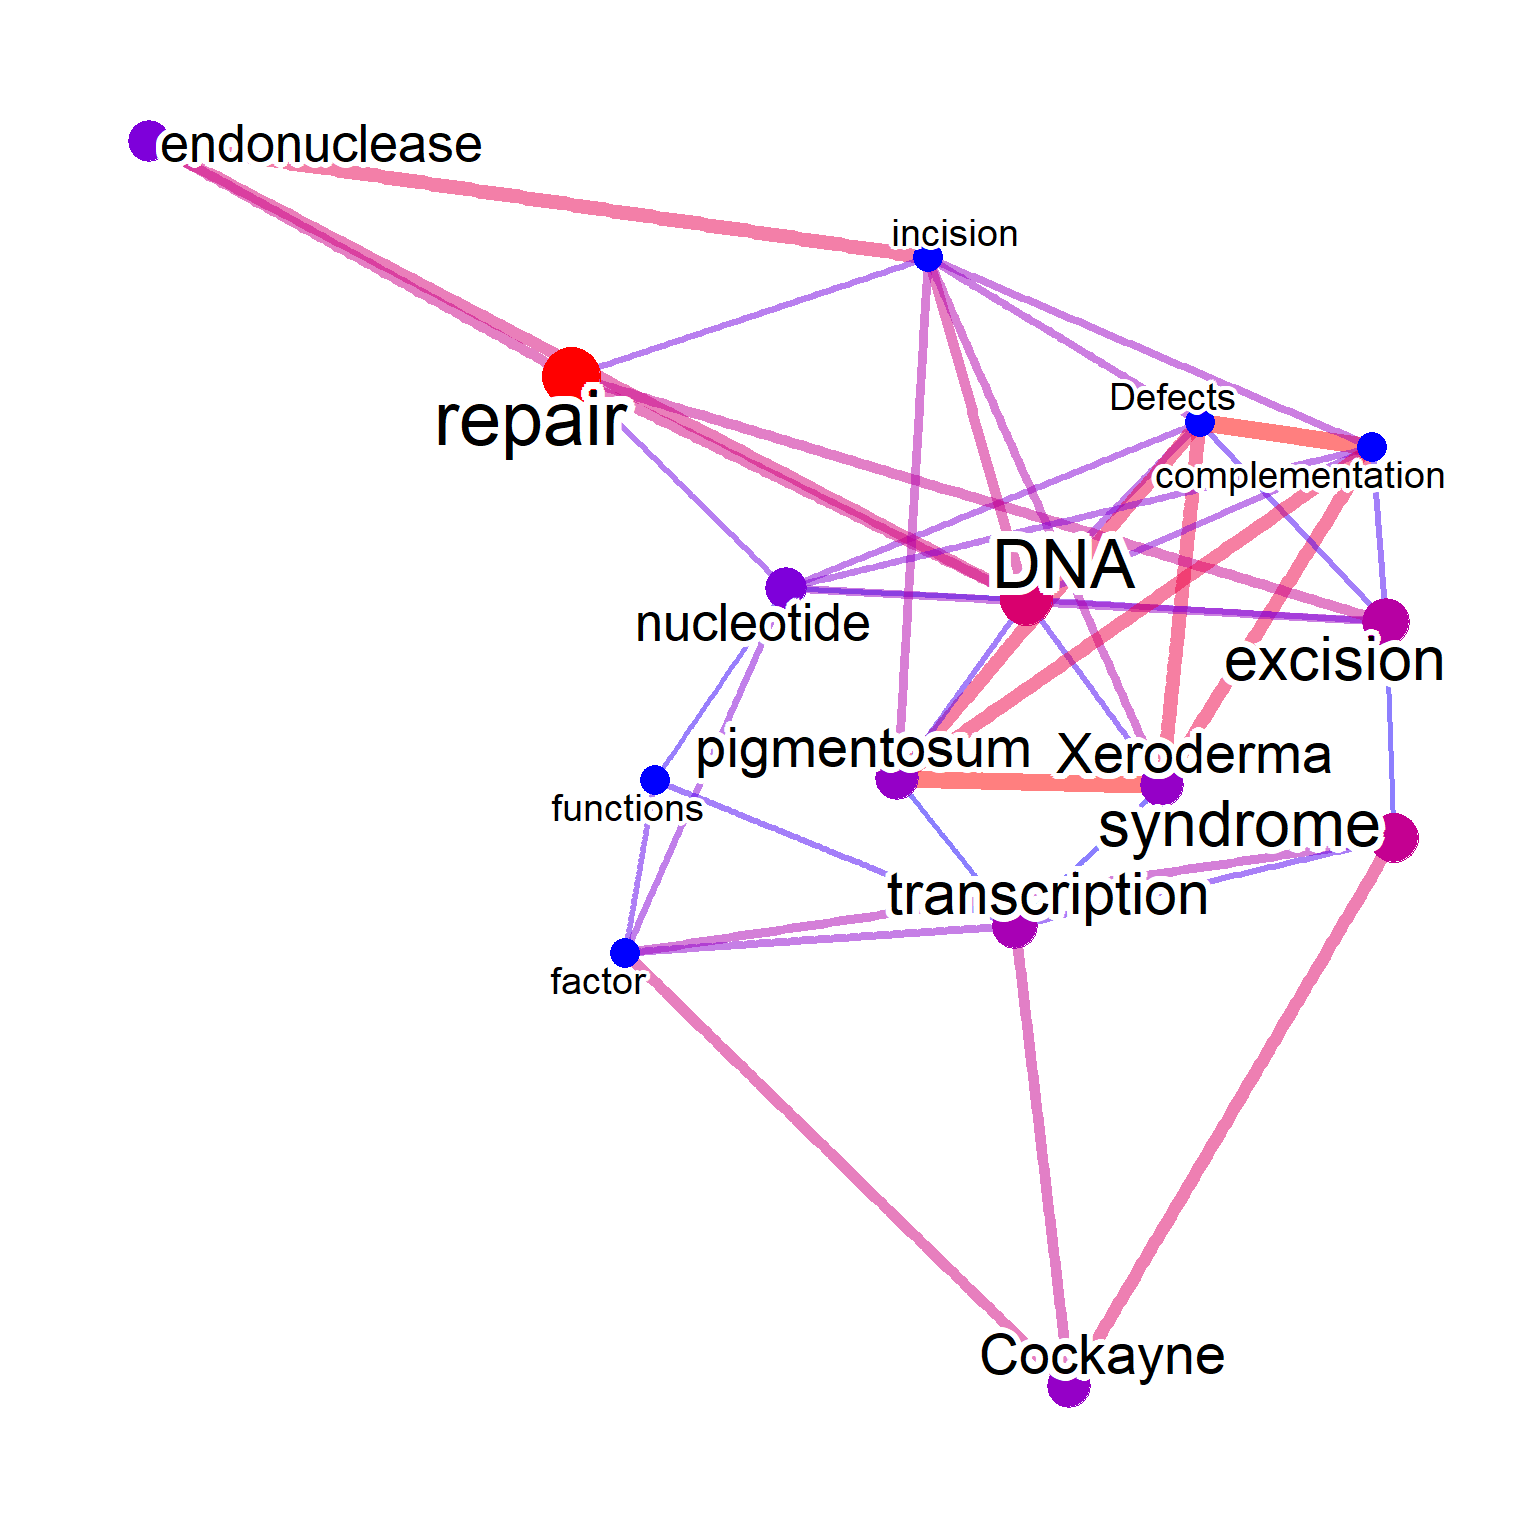 endonuclease
incision
Defects
repair
complementation
DNA
nucleotide
excision
pigmentosum
Xeroderma
functions
syndrome
transcription
factor
Cockayne